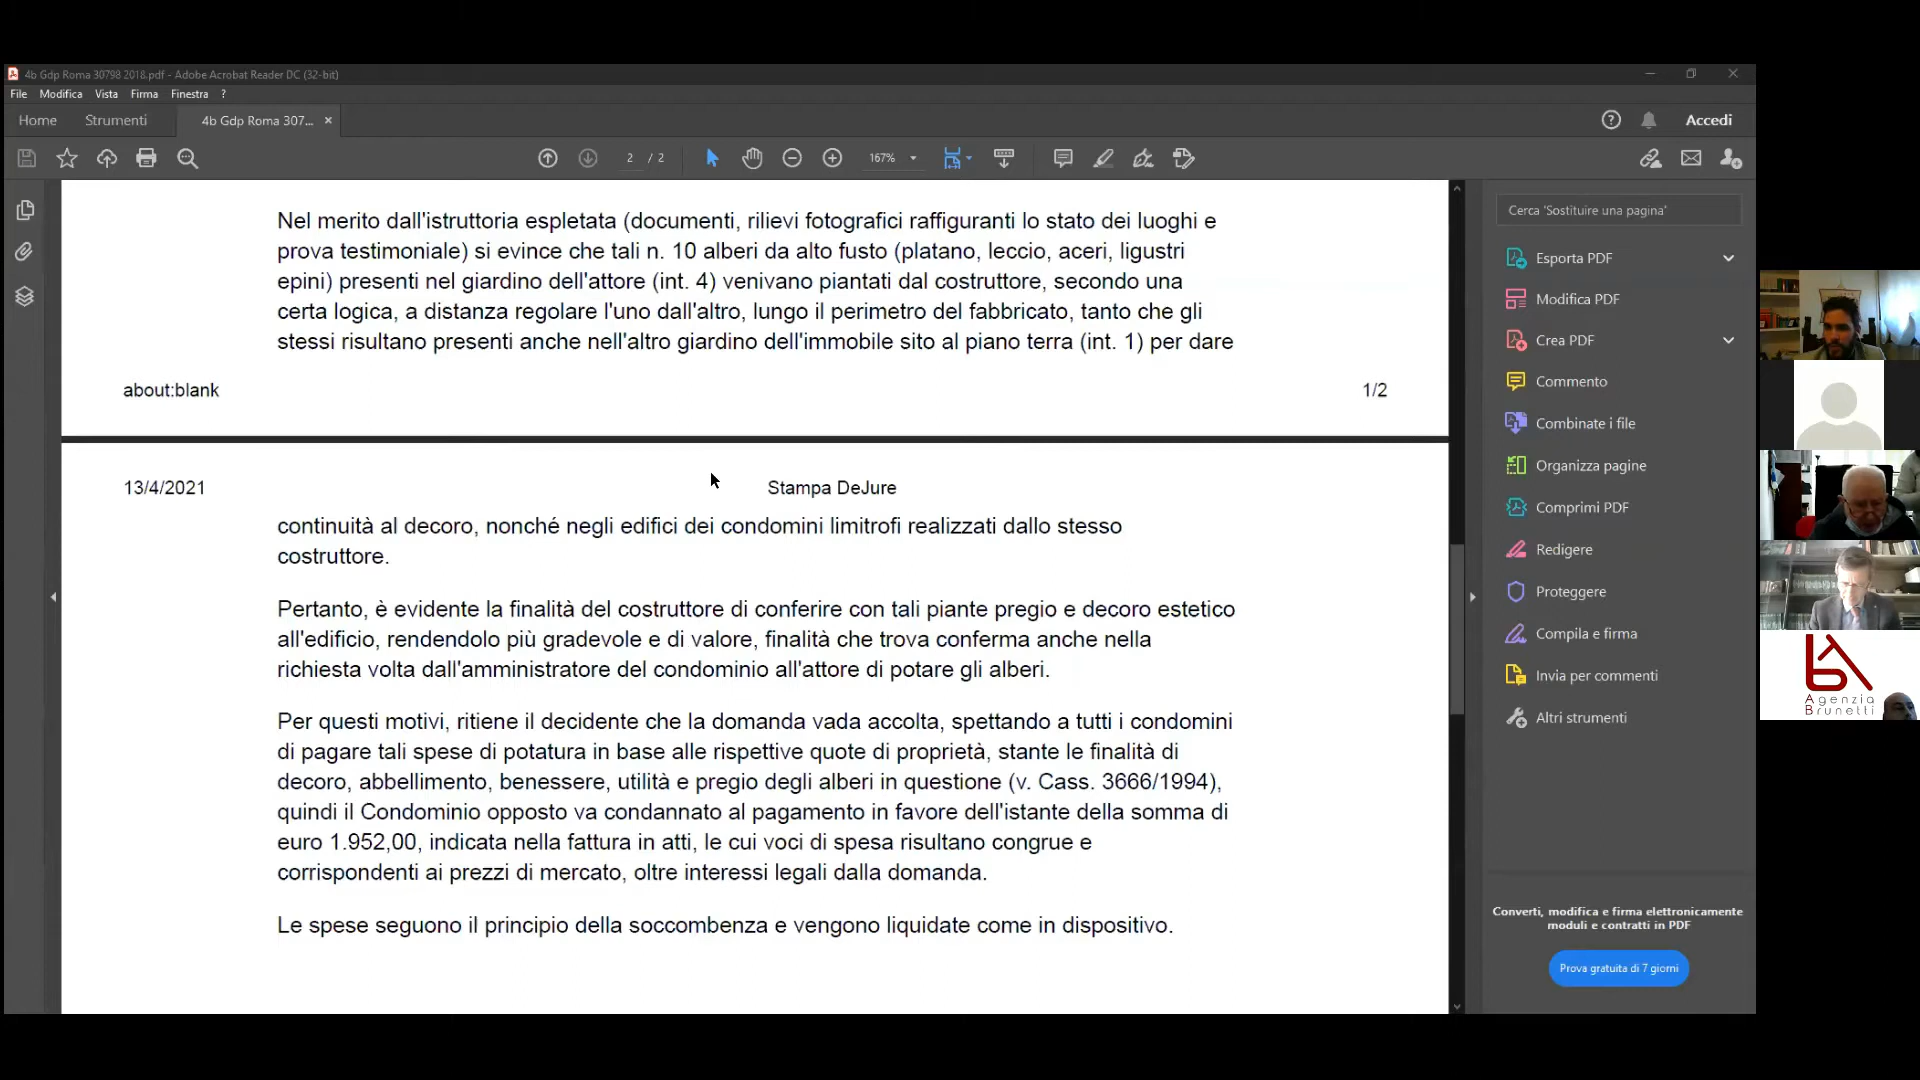 4b Gdp Roma 30798 2018.pdf - Adobe Acrobat Reader DC (32-bit)
File Modifica Vista Firma Finestra ?
Home Strumenti 4b Gdp Roma 307... × Accedi
2 / 2 167%
Nel merito dall'istruttoria espletata (documenti, rilievi fotografici raffiguranti lo stato dei luoghi e
prova testimoniale) si evince che tali n. 10 alberi da alto fusto (platano, leccio, aceri, ligustri
epini) presenti nel giardino dell'attore (int. 4) venivano piantati dal costruttore, secondo una
certa logica, a distanza regolare l'uno dall'altro, lungo il perimetro del fabbricato, tanto che gli
stessi risultano presenti anche nell'altro giardino dell'immobile sito al piano terra (int. 1) per dare
about:blank 1/2
13/4/2021 Stampa DeJure
continuità al decoro, nonché negli edifici dei condomini limitrofi realizzati dallo stesso
costruttore.
Pertanto, è evidente la finalità del costruttore di conferire con tali piante pregio e decoro estetico
all'edificio, rendendolo più gradevole e di valore, finalità che trova conferma anche nella
richiesta volta dall'amministratore del condominio all'attore di potare gli alberi.
Per questi motivi, ritiene il decidente che la domanda vada accolta, spettando a tutti i condomini
di pagare tali spese di potatura in base alle rispettive quote di proprietà, stante le finalità di
decoro, abbellimento, benessere, utilità e pregio degli alberi in questione (v. Cass. 3666/1994),
quindi il Condominio opposto va condannato al pagamento in favore dell'istante della somma di
euro 1.952,00, indicata nella fattura in atti, le cui voci di spesa risultano congrue e
corrispondenti ai prezzi di mercato, oltre interessi legali dalla domanda.
Le spese seguono il principio della soccombenza e vengono liquidate come in dispositivo.
Cerca 'Sostituire una pagina'
Esporta PDF
Modifica PDF
Crea PDF
Commento
Combinate i file
Organizza pagine
Comprimi PDF
Redigere
Proteggere
Compila e firma
Invia per commenti
Altri strumenti
Converti, modifica e firma elettronicamente
moduli e contratti in PDF
Prova gratuita di 7 giorni
Agenzia
Brunetti